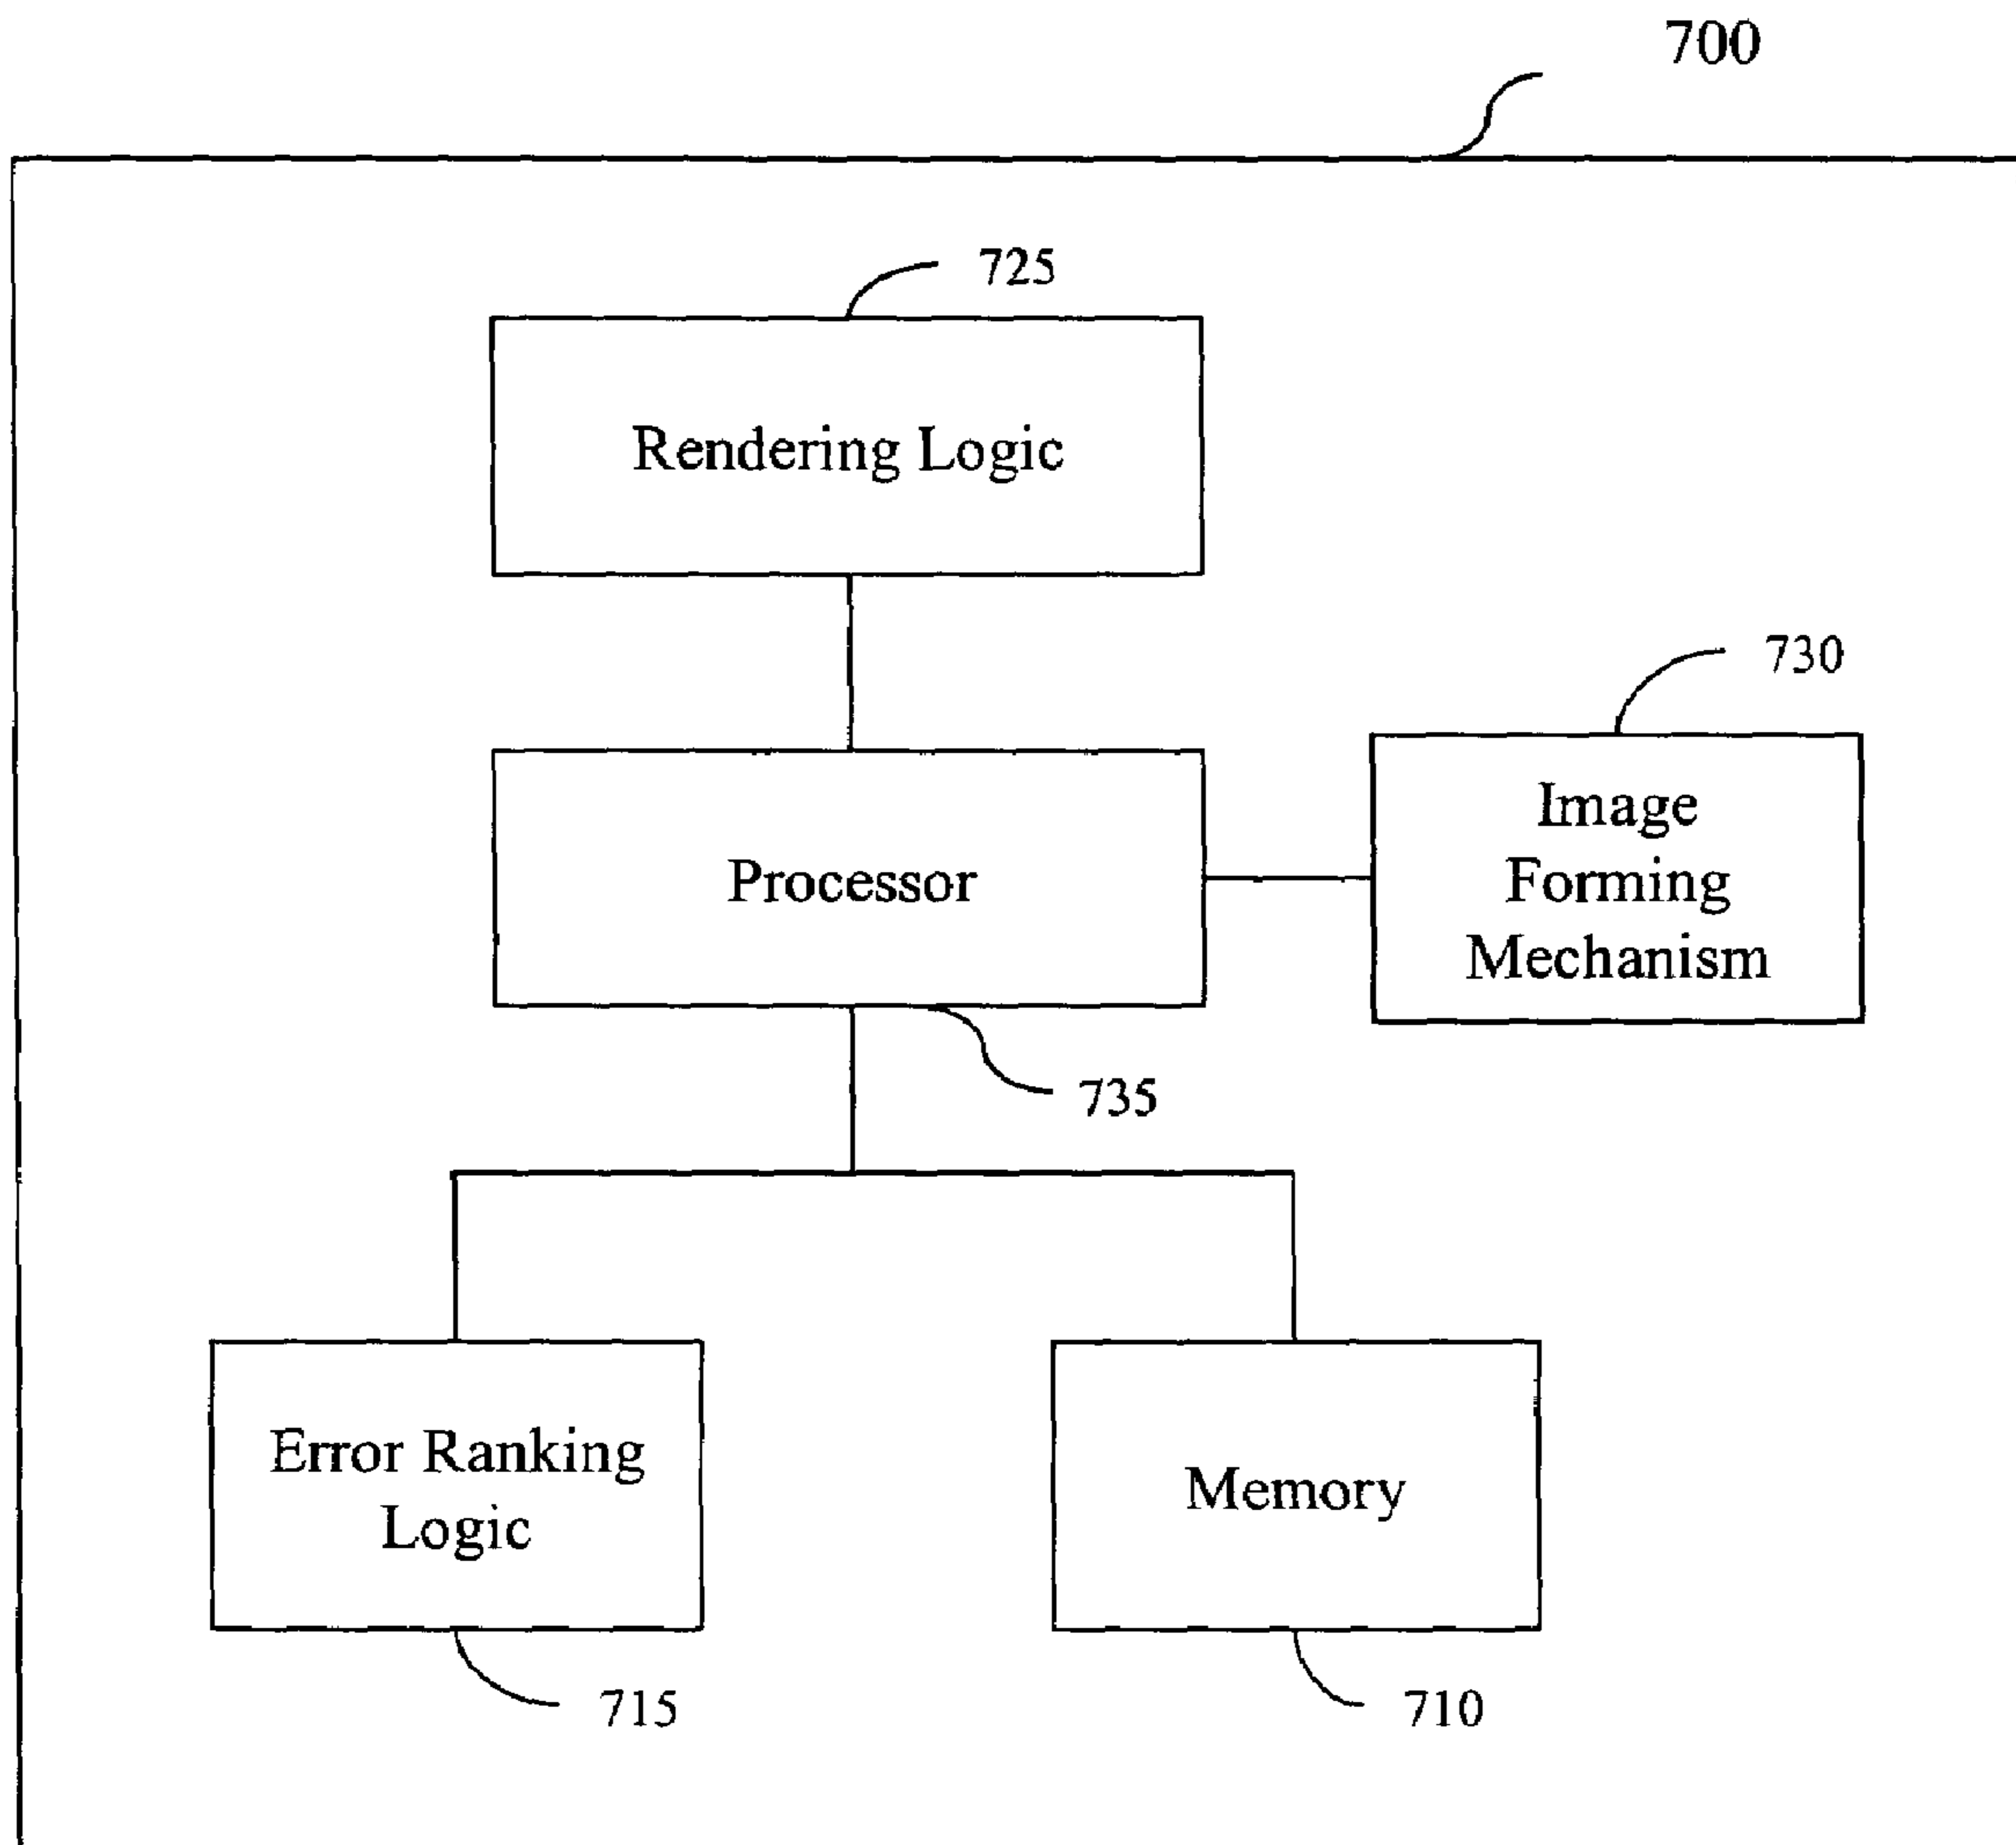 700
725
Rendering Logic
730
Image
Forming
Mechanism
Processor
735
Error Ranking
Logic
Memory
715
710